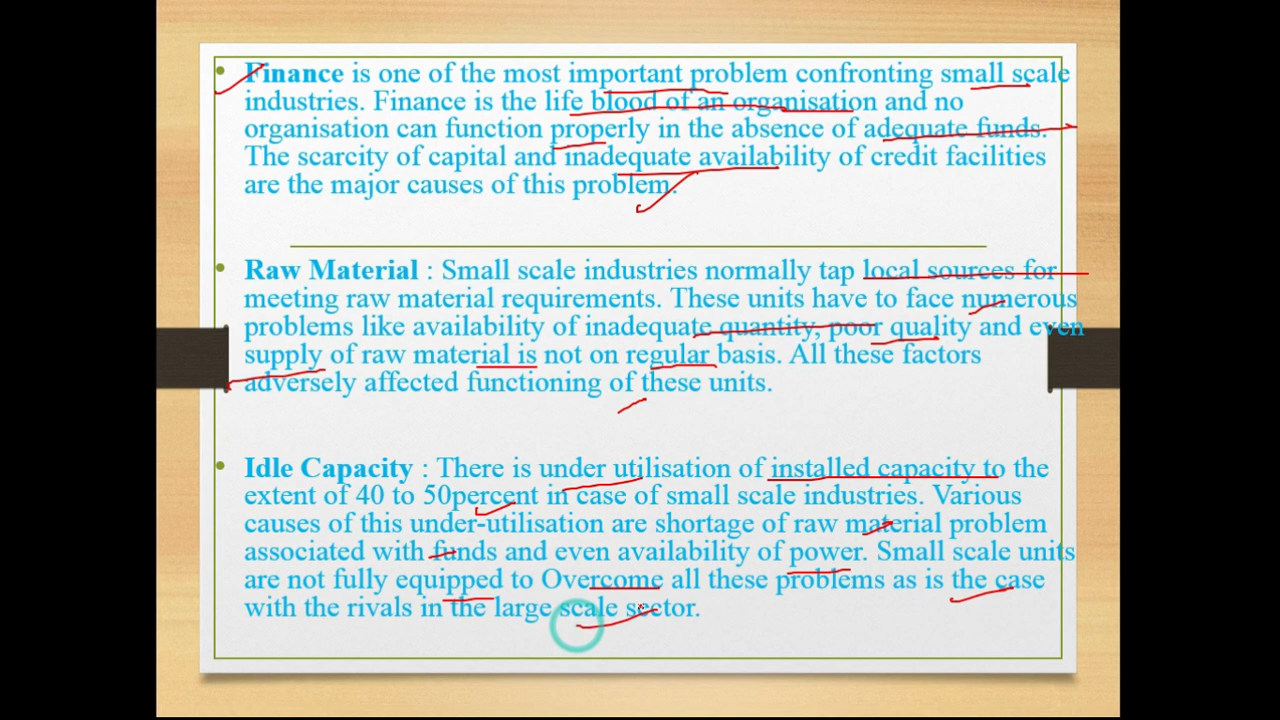 • Finance is one of the most important problem confronting small scale
industries. Finance is the life blood of an organisation and no
organisation can function properly in the absence of adequate funds.
The scarcity of capital and inadequate availability of credit facilities
are the major causes of this problem.
• Raw Material : Small scale industries normally tap local sources for
meeting raw material requirements. These units have to face numerous
problems like availability of inadequate quantity, poor quality and even
supply of raw material is not on regular basis. All these factors
adversely affected functioning of these units.
• Idle Capacity : There is under utilisation of installed capacity to the
extent of 40 to 50percent in case of small scale industries. Various
causes of this under-utilisation are shortage of raw material problem
associated with funds and even availability of power. Small scale units
are not fully equipped to Overcome all these problems as is the case
with the rivals in the large scale sector.